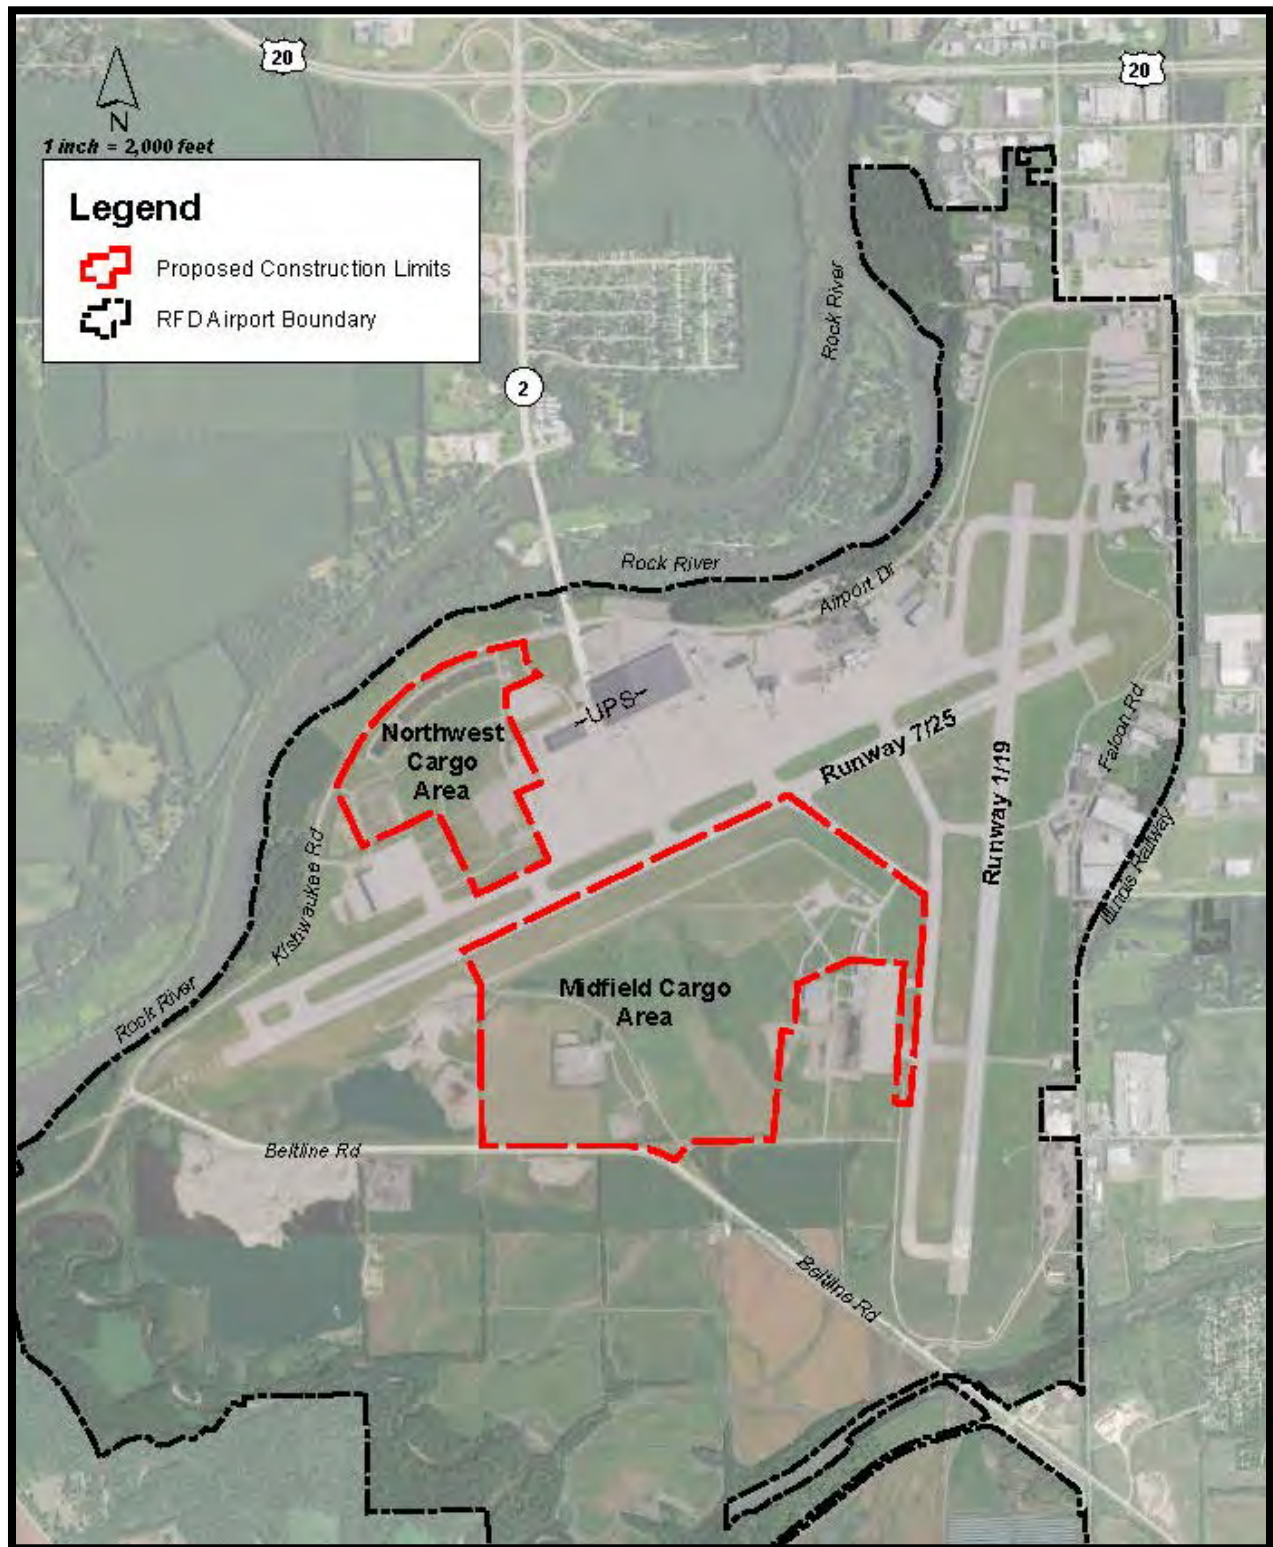 20
20
N
1 inch = 2,000 feet
Legend
Proposed Construction Limits
RFD Airport Boundary
2
Rock River
Rock River
Airport Dr
~UPS~
Northwest
Cargo
Area
Runway 7/25
Falcon Rd
Runway 1/19
Illinois Railway
Kishwaukee Rd
Midfield Cargo
Area
Rock River
Beltline Rd
Beltline Rd